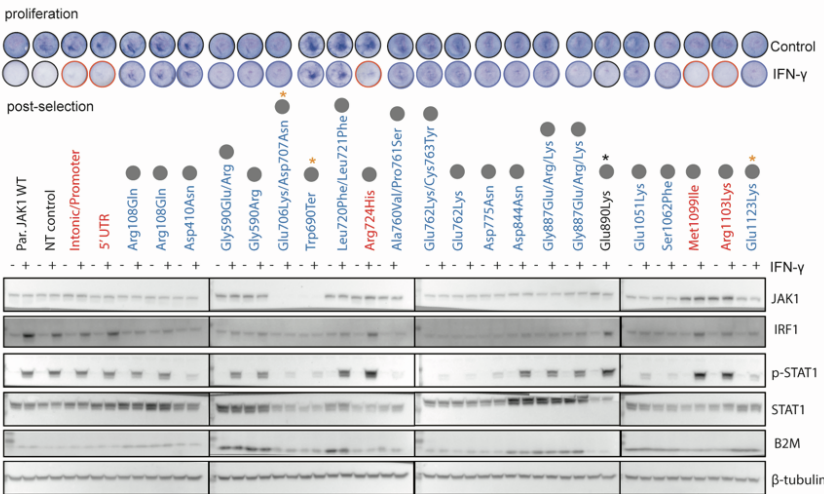 proliferation
Control
IFN-γ
post-selection
Par. JAK1 WT
NT control
Intonic/Promoter
5' UTR
Arg108Gln
Arg108Gln
Asp410Asn
Gly590Glu/Arg
Gly590Arg
Glu706Lys/Asp707Asn
*
Trp690Ter
*
Leu720Phe/Leu721Phe
Arg724His
Ala760Val/Pro761Ser
Glu762Lys/Cys763Tyr
Glu762Lys
Asp775Asn
Asp844Asn
Gly887Glu/Arg/Lys
Gly887Glu/Arg/Lys
Glu890Lys
*
Glu1051Lys
Ser1062Phe
Met1099Ile
Arg1103Lys
Glu1123Lys
*
- + - + - + - + - + - + - + - + - + - + - + - + - + - + - + - + - + - + - + - + - + - + - + - + - + - + IFN-γ
JAK1
IRF1
p-STAT1
STAT1
B2M
β-tubulin